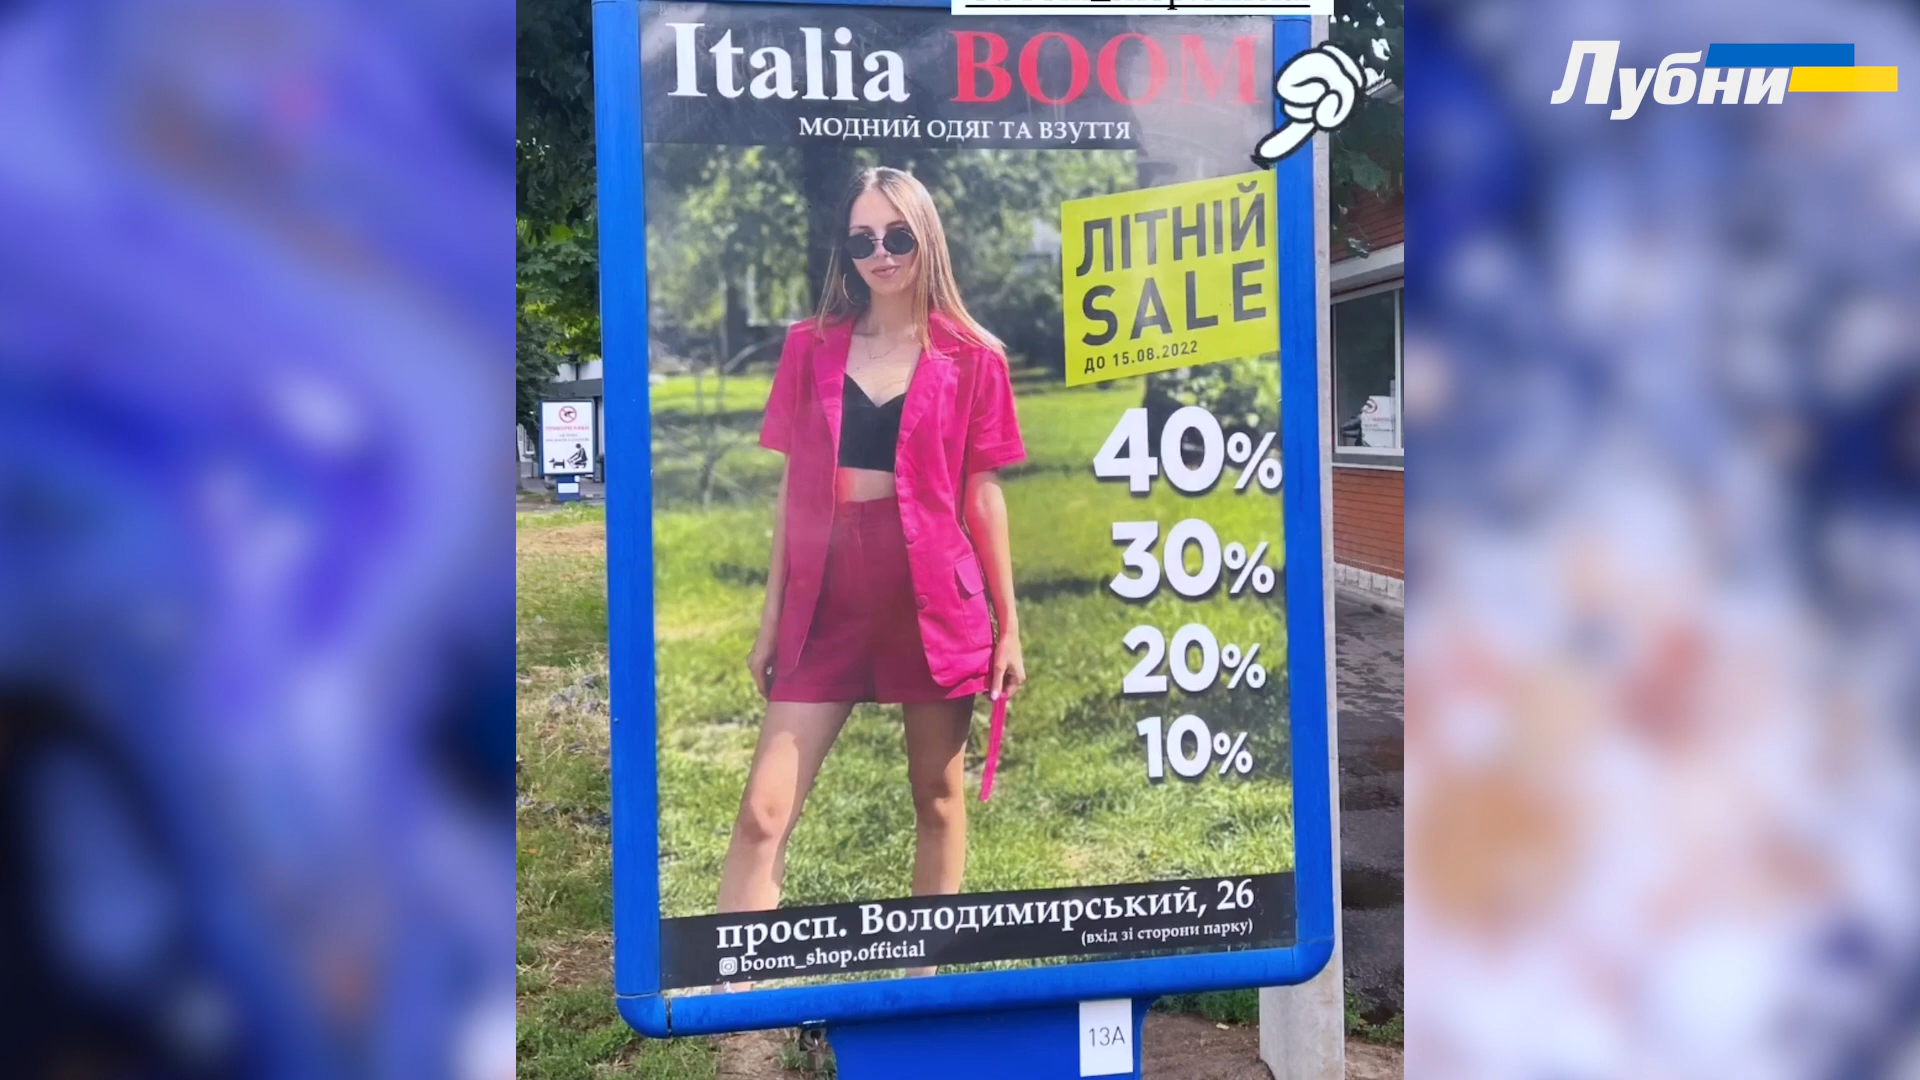 Лубни
Italia BOOM
МОДНИЙ ОДЯГ ТА ВЗУТТЯ
ЛІТНІЙ
SALE
ДО 15.08.2022
40%
30%
20%
10%
просп. Володимирський, 26
(вхід зі сторони парку)
boom_shop.official
13А